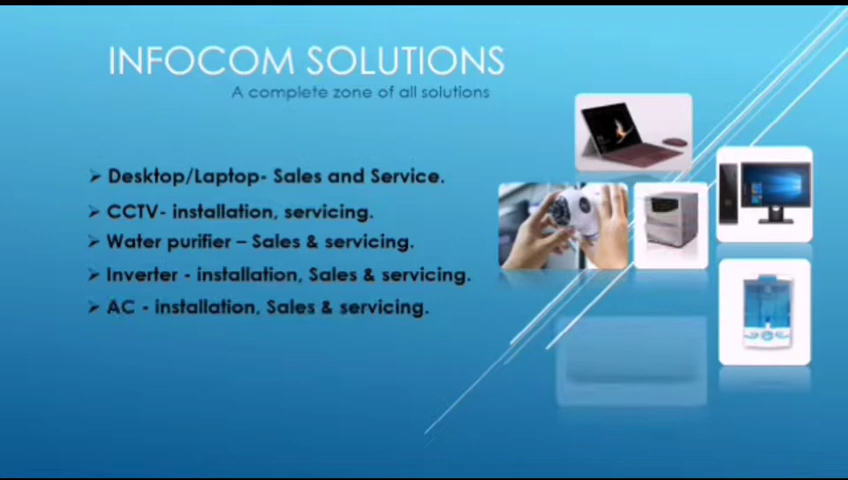 INFOCOM SOLUTIONS
A complete zone of all solutions
Desktop/Laptop- Sales and Service.
CCTV- installation, servicing.
Water purifier – Sales & servicing.
Inverter - installation, Sales & servicing.
AC - installation, Sales & servicing.